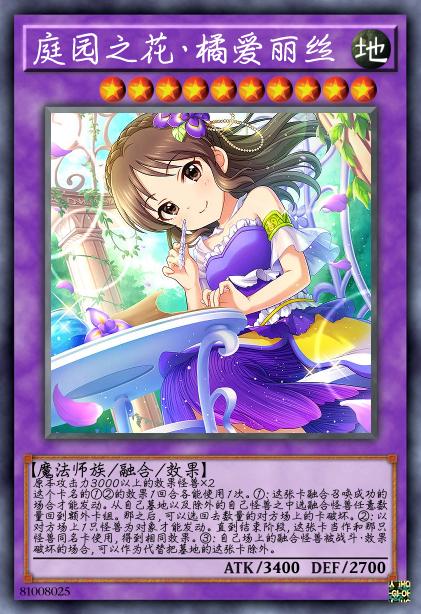 庭园之花·橘爱丽丝
地
【魔法师族/融合/效果】
原本攻击力3000以上的效果怪兽×2
这个卡名的①②的效果1回合各能使用1次。①：这张卡融合召唤成功的
场合才能发动。从自己墓地以及除外的自己怪兽之中选融合怪兽任意数
量回到额外卡组。那之后，可以选回去数量的对方场上的卡破坏。②：以
对方场上1只怪兽为对象才能发动。直到结束阶段，这张卡当作和那只
怪兽同名卡使用，得到相同效果。③：自己场上的融合怪兽被战斗·效果
破坏的场合，可以作为代替把墓地的这张卡除外。
ATK/3400 DEF/2700
81008025